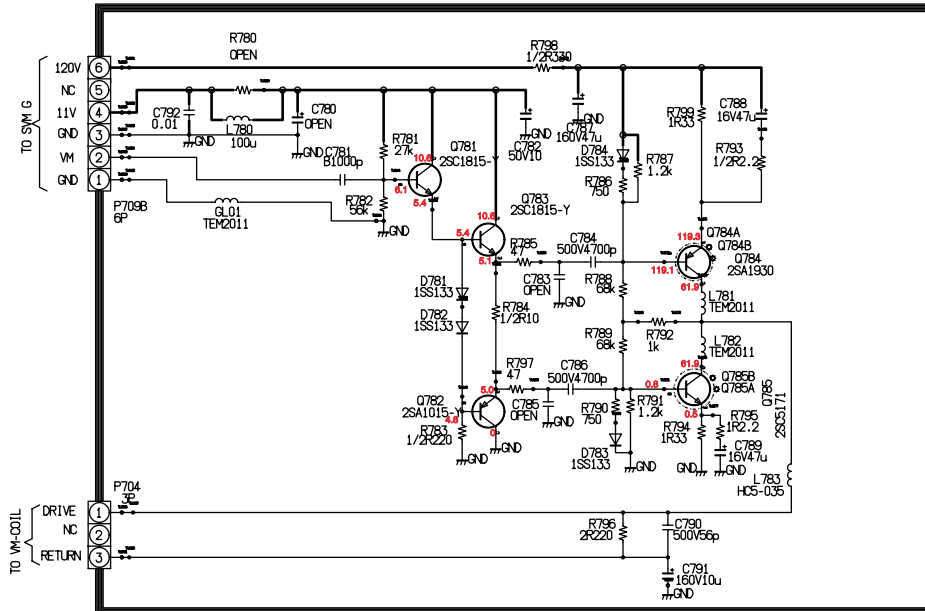 R780
OPEN
R798
1/2R330
120V
6
NC
5
11V
4
GND
3
VM
2
GND
1
TO SVM G
P709B
6P
C792
0.01
GND
L780
100u
C780
OPEN
GND
C781
B1000p
R781
27k
R782
56k
GND
GL01
TEM2011
Q781
2SC1815-Y
10.6
6.1
5.4
C782
50V10
GND
Q783
2SC1815-Y
10.6
5.4
5.1
R785
47
C783
OPEN
GND
C784
500V4700p
C787
160V47u
GND
D784
1SS133
R786
750
R787
1.2k
R799
1R33
C788
16V47u
R793
1/2R2.2
Q784A
Q784B
Q784
2SA1930
119.3
119.1
61.9
L781
TEM2011
R788
68k
R789
68k
R792
1k
L782
TEM2011
61.9
Q785B
Q785A
Q785
2SC5171
0.8
0.5
D781
1SS133
D782
1SS133
R784
1/2R10
R797
47
C786
500V4700p
C785
OPEN
GND
5.0
Q782
2SA1015-Y
4.8
0
R783
1/2R220
GND
GND
R790
750
R791
1.2k
D783
1SS133
GND
R794
1R33
R795
1R2.2
C789
16V47u
GND
GND
L783
HC5-035
P704
3P
DRIVE
1
NC
2
RETURN
3
TO VM-COIL
R796
2R220
C790
500V56p
C791
160V10u
GND